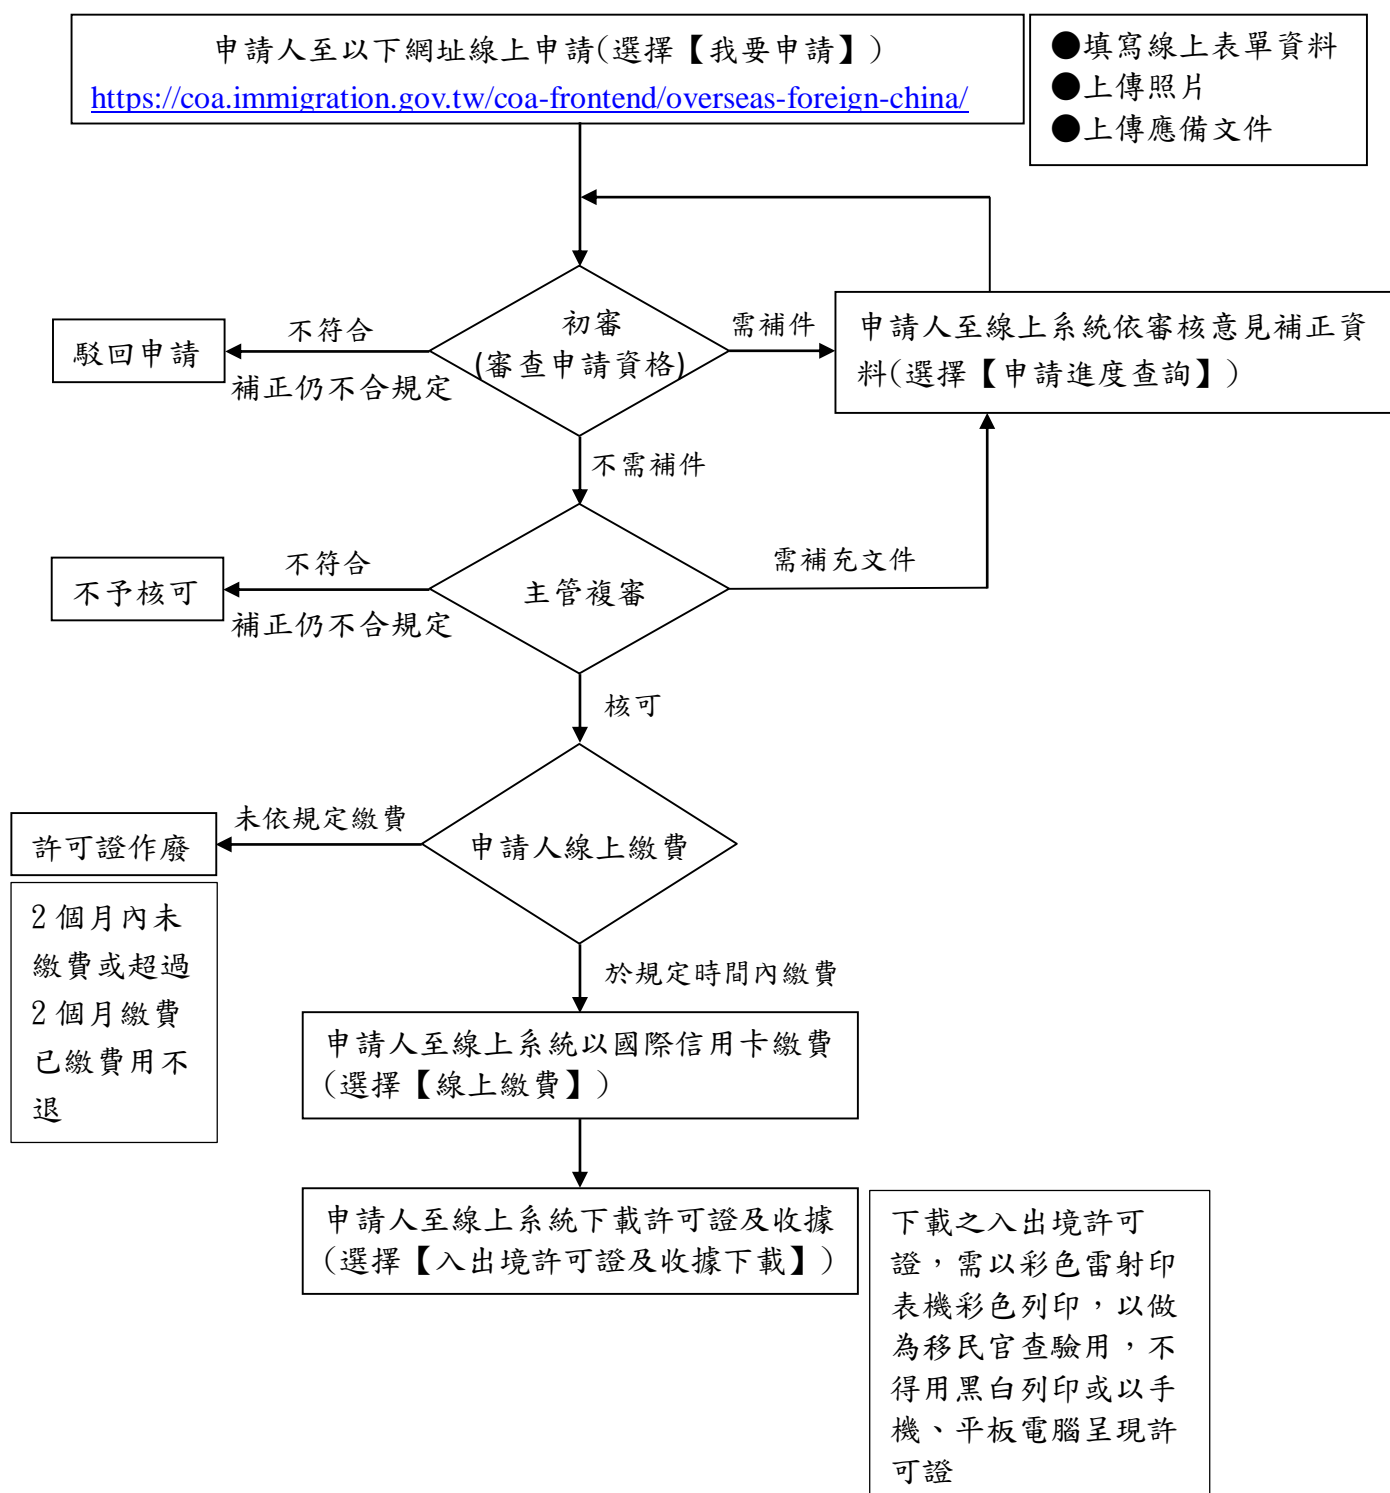 申請人至以下網址線上申請(選擇【我要申請】)
https://coa.immigration.gov.tw/coa-frontend/overseas-foreign-china/
●填寫線上表單資料
●上傳照片
●上傳應備文件
初審
(審查申請資格)
不符合
補正仍不合規定
駁回申請
需補件
申請人至線上系統依審核意見補正資
料(選擇【申請進度查詢】)
不需補件
主管複審
不符合
補正仍不合規定
不予核可
需補充文件
核可
申請人線上繳費
未依規定繳費
許可證作廢
2個月內未
繳費或超過
2個月繳費
已繳費用不
退
於規定時間內繳費
申請人至線上系統以國際信用卡繳費
(選擇【線上繳費】)
申請人至線上系統下載許可證及收據
(選擇【入出境許可證及收據下載】)
下載之入出境許可
證，需以彩色雷射印
表機彩色列印，以做
為移民官查驗用，不
得用黑白列印或以手
機、平板電腦呈現許
可證